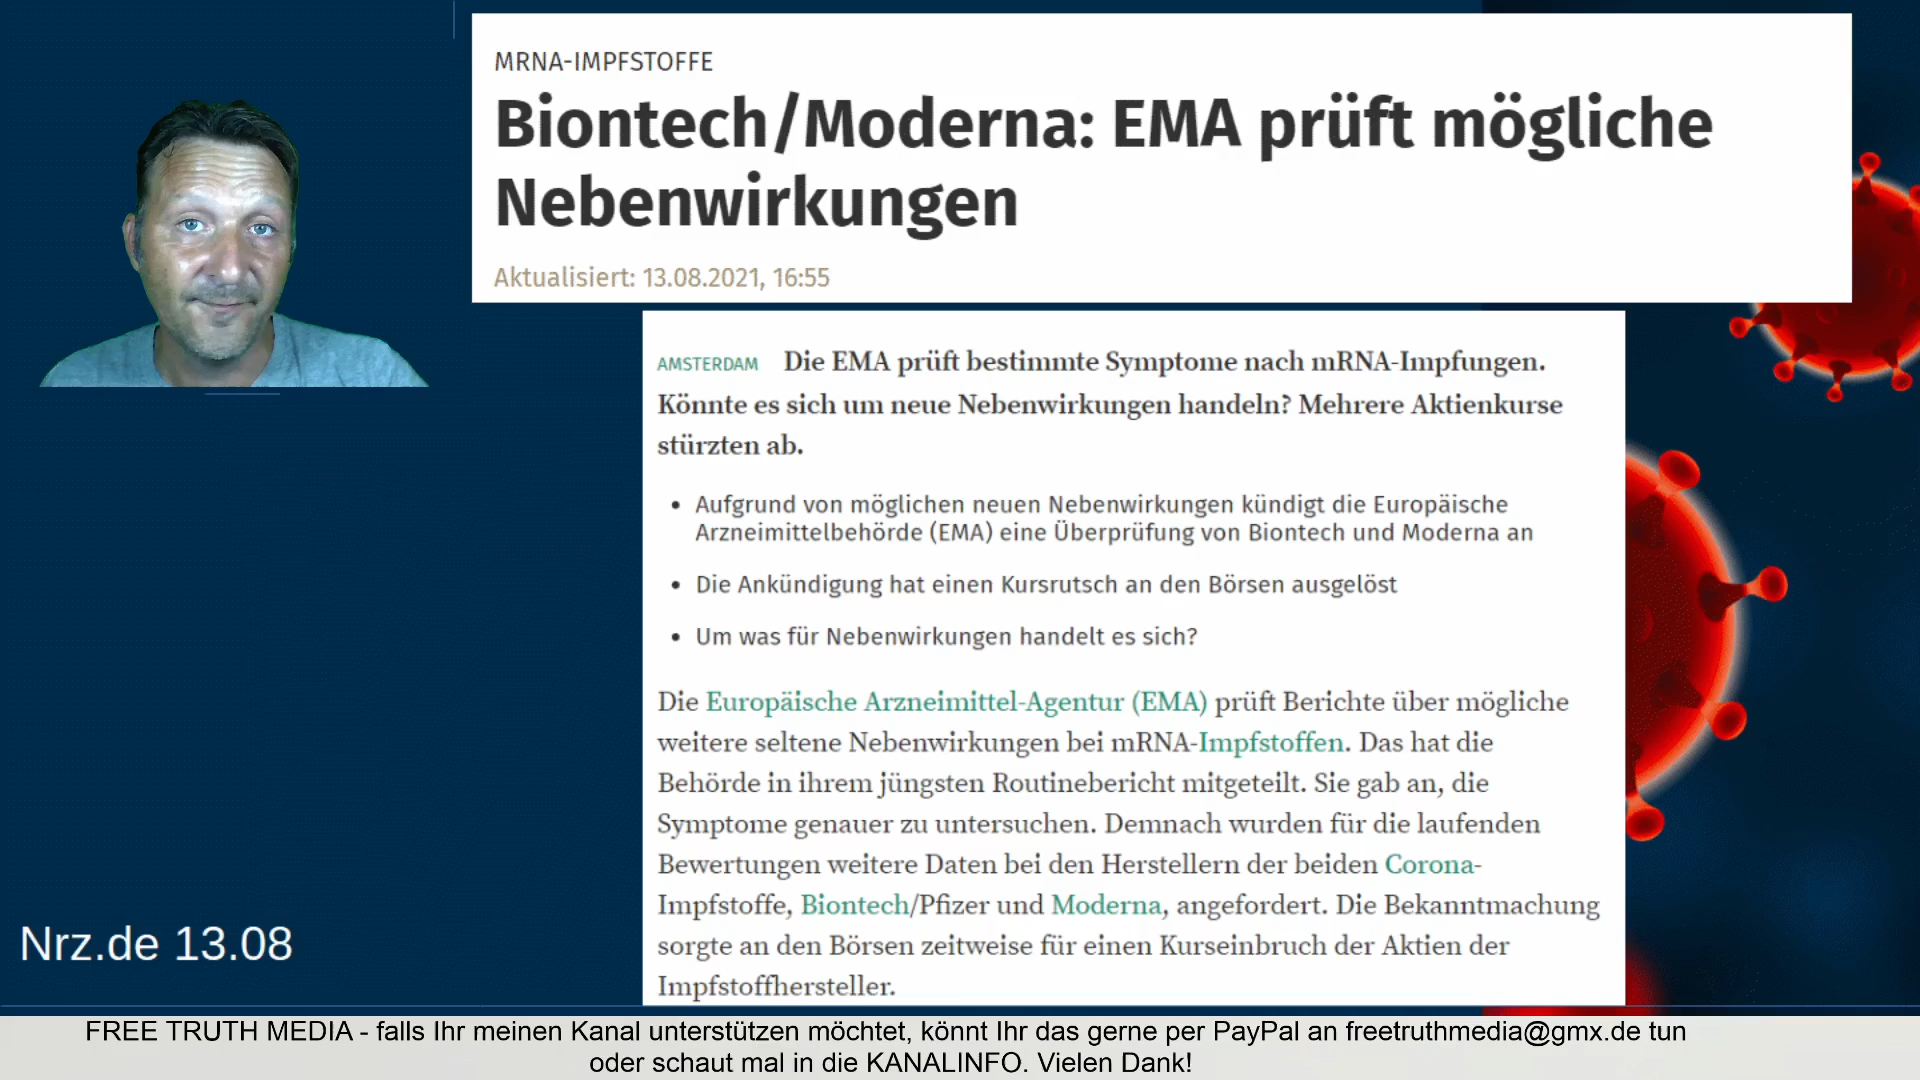 MRNA-IMPFSTOFFE
Biontech/Moderna: EMA prüft mögliche
Nebenwirkungen
Aktualisiert: 13.08.2021, 16:55
AMSTERDAM Die EMA prüft bestimmte Symptome nach mRNA-Impfungen.
Könnte es sich um neue Nebenwirkungen handeln? Mehrere Aktienkurse
stürzten ab.
• Aufgrund von möglichen neuen Nebenwirkungen kündigt die Europäische
Arzneimittelbehörde (EMA) eine Überprüfung von Biontech und Moderna an
• Die Ankündigung hat einen Kursrutsch an den Börsen ausgelöst
• Um was für Nebenwirkungen handelt es sich?
Die Europäische Arzneimittel-Agentur (EMA) prüft Berichte über mögliche
weitere seltene Nebenwirkungen bei mRNA-Impfstoffen. Das hat die
Behörde in ihrem jüngsten Routinebericht mitgeteilt. Sie gab an, die
Symptome genauer zu untersuchen. Demnach wurden für die laufenden
Bewertungen weitere Daten bei den Herstellern der beiden Corona-
Impfstoffe, Biontech/Pfizer und Moderna, angefordert. Die Bekanntmachung
sorgte an den Börsen zeitweise für einen Kurseinbruch der Aktien der
Impfstoffhersteller.
Nrz.de 13.08
FREE TRUTH MEDIA - falls Ihr meinen Kanal unterstützen möchtet, könnt Ihr das gerne per PayPal an freetruthmedia@gmx.de tun
oder schaut mal in die KANALINFO. Vielen Dank!